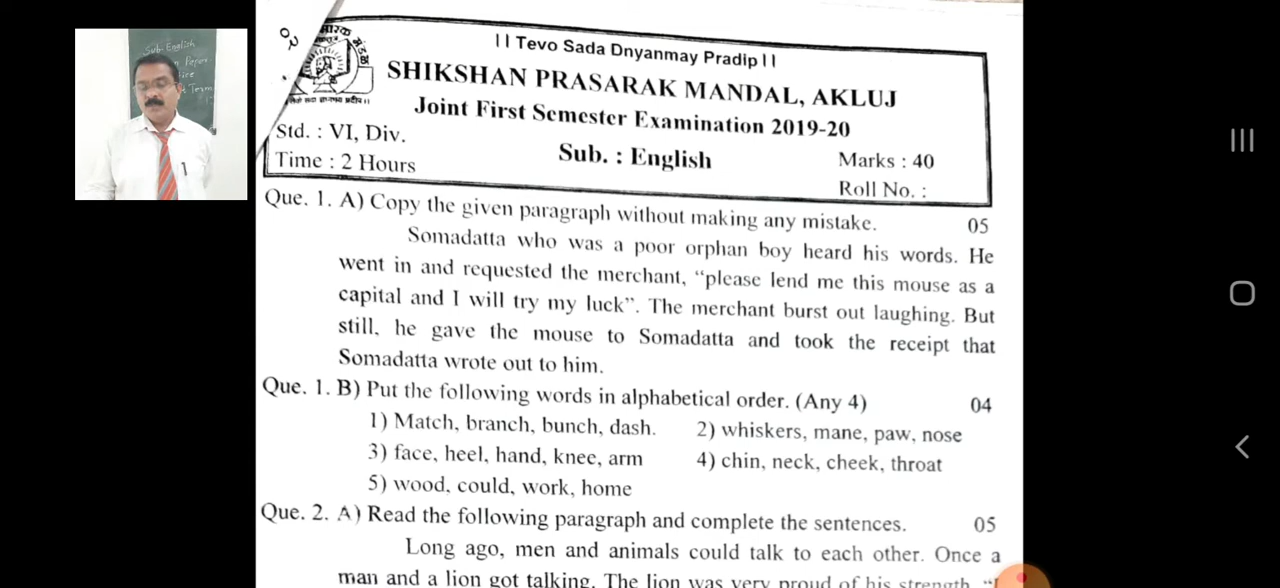 Sub- English
Paper
Term
०२
मारक मंडळ
।। Tevo Sada Dnyanmay Pradip ।।
SHIKSHAN PRASARAK MANDAL, AKLUJ
Joint First Semester Examination 2019-20
Std. : VI, Div.
Sub. : English
Marks : 40
Time : 2 Hours
Roll No. :
Que. 1. A) Copy the given paragraph without making any mistake. 05
Somadatta who was a poor orphan boy heard his words. He
went in and requested the merchant, “please lend me this mouse as a
capital and I will try my luck”. The merchant burst out laughing. But
still, he gave the mouse to Somadatta and took the receipt that
Somadatta wrote out to him.
Que. 1. B) Put the following words in alphabetical order. (Any 4) 04
1) Match, branch, bunch, dash. 2) whiskers, mane, paw, nose
3) face, heel, hand, knee, arm 4) chin, neck, cheek, throat
5) wood, could, work, home
Que. 2. A) Read the following paragraph and complete the sentences. 05
Long ago, men and animals could talk to each other. Once a
man and a lion got talking. The lion was very proud of his strength. “I